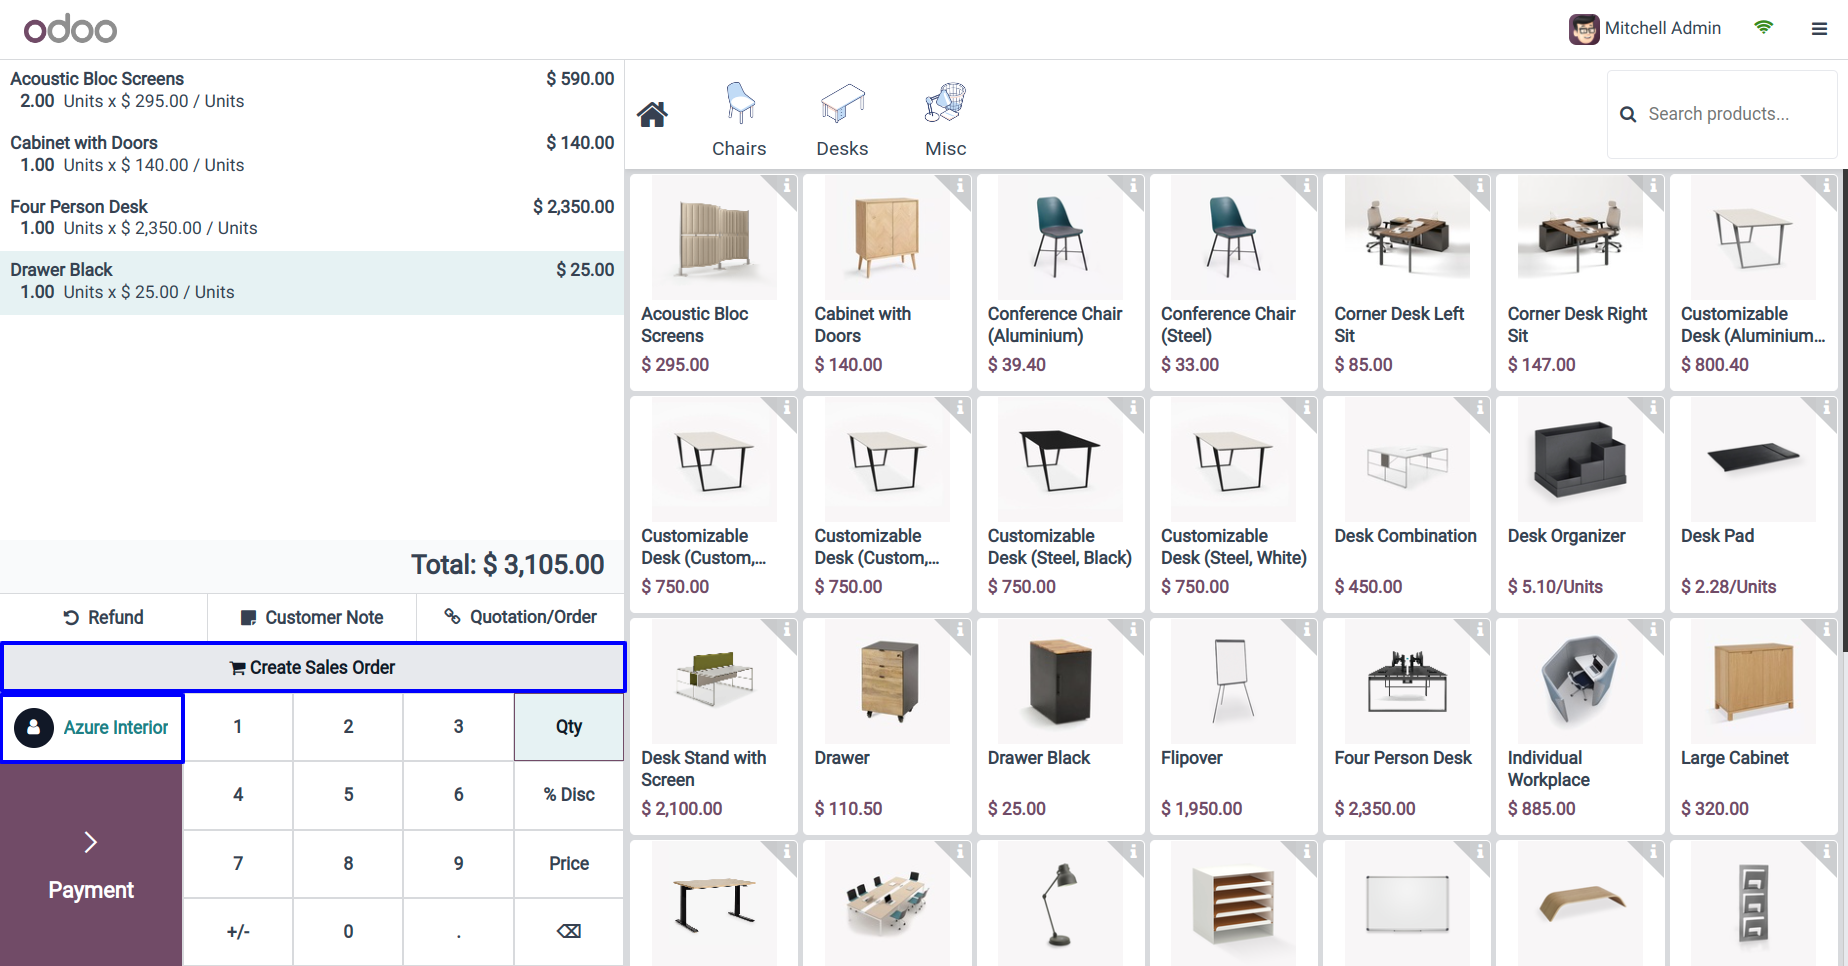 odoo
Mitchell Admin
Acoustic Bloc Screens $ 590.00
2.00 Units x $ 295.00 / Units
Cabinet with Doors $ 140.00
1.00 Units x $ 140.00 / Units
Four Person Desk $ 2,350.00
1.00 Units x $ 2,350.00 / Units
Drawer Black $ 25.00
1.00 Units x $ 25.00 / Units
Total: $ 3,105.00
Refund Customer Note Quotation/Order
Create Sales Order
Azure Interior
1 2 3 Qty
4 5 6 % Disc
7 8 9 Price
+/- 0 .
Payment
Chairs Desks Misc
Search products...
Acoustic Bloc
Screens
$ 295.00
Cabinet with
Doors
$ 140.00
Conference Chair
(Aluminium)
$ 39.40
Conference Chair
(Steel)
$ 33.00
Corner Desk Left
Sit
$ 85.00
Corner Desk Right
Sit
$ 147.00
Customizable
Desk (Aluminium...
$ 800.40
Customizable
Desk (Custom,...
$ 750.00
Customizable
Desk (Custom,...
$ 750.00
Customizable
Desk (Steel, Black)
$ 750.00
Customizable
Desk (Steel, White)
$ 750.00
Desk Combination
$ 450.00
Desk Organizer
$ 5.10/Units
Desk Pad
$ 2.28/Units
Desk Stand with
Screen
$ 2,100.00
Drawer
$ 110.50
Drawer Black
$ 25.00
Flipover
$ 1,950.00
Four Person Desk
$ 2,350.00
Individual
Workplace
$ 885.00
Large Cabinet
$ 320.00